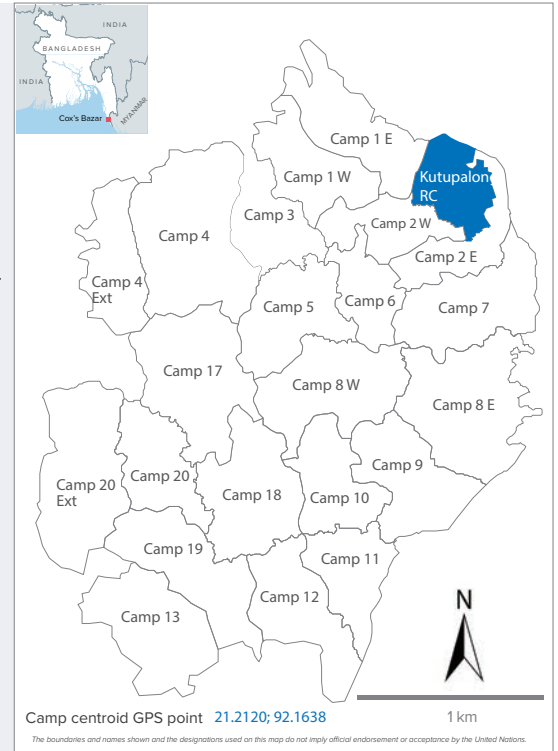 INDIA
BANGLADESH
INDIA
Cox's Bazar
MYANMAR
Camp 1 E
Kutupalon
RC
Camp 1 W
Camp 3
Camp 2 W
Camp 4
Camp 2 E
Camp 4
Ext
Camp 5
Camp 6
Camp 7
Camp 17
Camp 8 W
Camp 8 E
Camp 9
Camp 20
Camp 20
Ext
Camp 18
Camp 10
Camp 19
Camp 11
Camp 12
Camp 13
N
Camp centroid GPS point 21.2120; 92.1638
1 km
The boundaries and names shown and the designations used on this map do not imply official endorsement or acceptance by the United Nations.